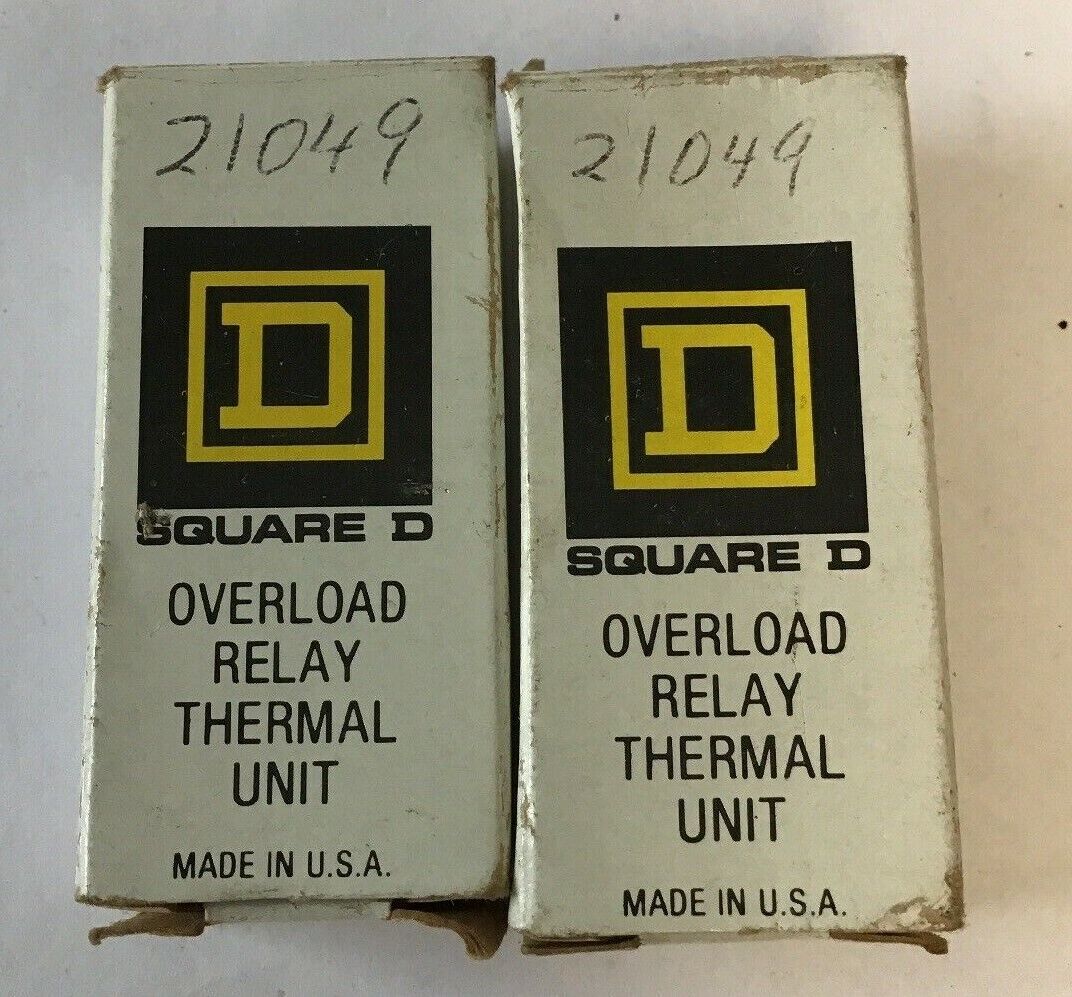 21049
D
SQUARE D
OVERLOAD
RELAY
THERMAL
UNIT
MADE IN U.S.A.
21049
D
SQUARE D
OVERLOAD
RELAY
THERMAL
UNIT
MADE IN U.S.A.